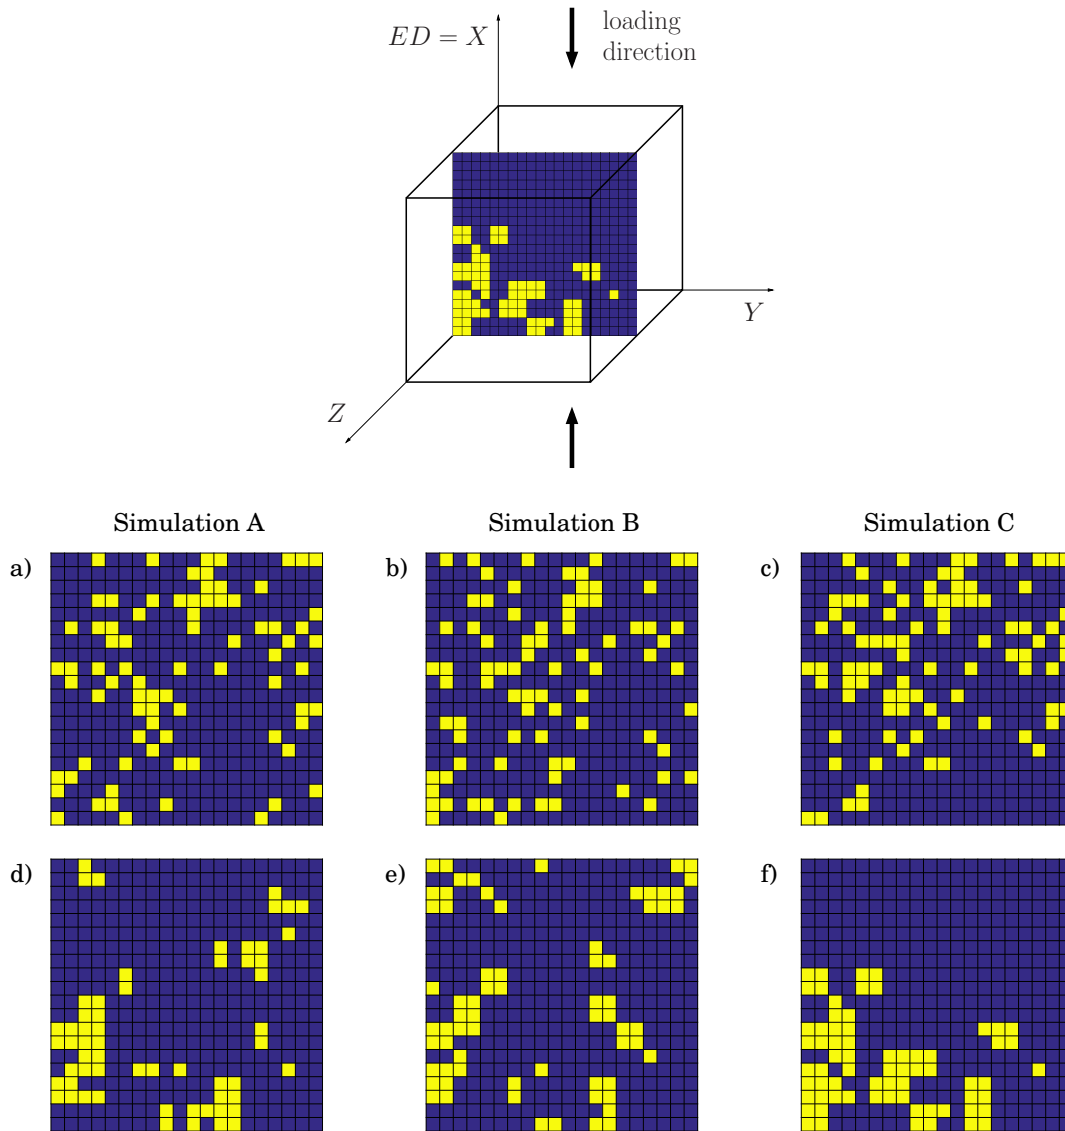 ED = X
loading
direction
Y
Z
Simulation A
Simulation B
Simulation C
a)
b)
c)
d)
e)
f)